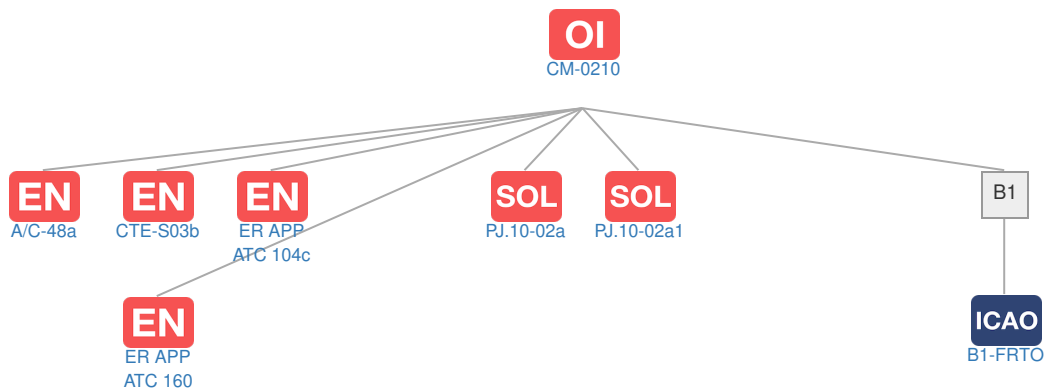 OI
CM-0210
EN
A/C-48a
EN
CTE-S03b
EN
ER APP
ATC 104c
SOL
PJ.10-02a
SOL
PJ.10-02a1
B1
EN
ER APP
ATC 160
ICAO
B1-FRTO